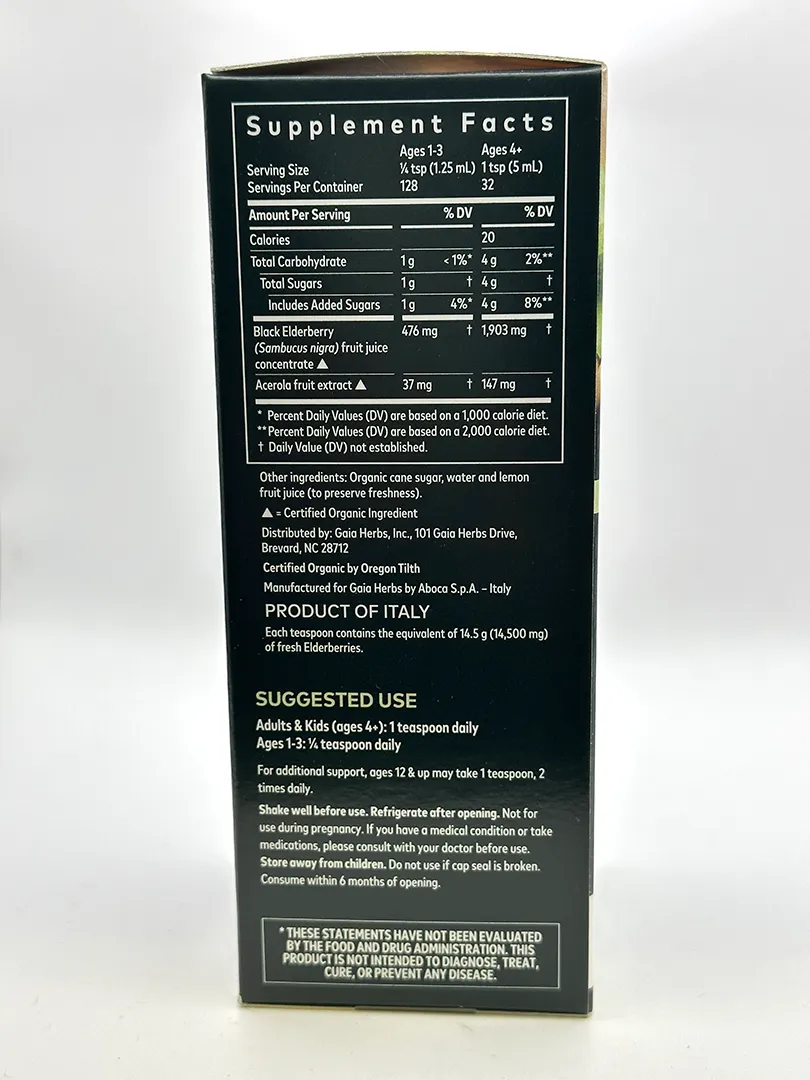 Supplement Facts
Ages 1-3 Ages 4+
Serving Size ¼ tsp (1.25 mL) 1 tsp (5 mL)
Servings Per Container 128 32
Amount Per Serving % DV % DV
Calories 20
Total Carbohydrate 1 g < 1%* 4 g 2%**
Total Sugars 1 g † 4 g †
Includes Added Sugars 1 g 4%* 4 g 8%**
Black Elderberry 476 mg † 1,903 mg †
(Sambucus nigra) fruit juice
concentrate ▲
Acerola fruit extract ▲ 37 mg † 147 mg †
* Percent Daily Values (DV) are based on a 1,000 calorie diet.
** Percent Daily Values (DV) are based on a 2,000 calorie diet.
† Daily Value (DV) not established.
Other ingredients: Organic cane sugar, water and lemon
fruit juice (to preserve freshness).
▲ = Certified Organic Ingredient
Distributed by: Gaia Herbs, Inc., 101 Gaia Herbs Drive,
Brevard, NC 28712
Certified Organic by Oregon Tilth
Manufactured for Gaia Herbs by Aboca S.p.A. – Italy
PRODUCT OF ITALY
Each teaspoon contains the equivalent of 14.5 g (14,500 mg)
of fresh Elderberries.
SUGGESTED USE
Adults & Kids (ages 4+): 1 teaspoon daily
Ages 1-3: ¼ teaspoon daily
For additional support, ages 12 & up may take 1 teaspoon, 2
times daily.
Shake well before use. Refrigerate after opening. Not for
use during pregnancy. If you have a medical condition or take
medications, please consult with your doctor before use.
Store away from children. Do not use if cap seal is broken.
Consume within 6 months of opening.
* THESE STATEMENTS HAVE NOT BEEN EVALUATED
BY THE FOOD AND DRUG ADMINISTRATION. THIS
PRODUCT IS NOT INTENDED TO DIAGNOSE, TREAT,
CURE, OR PREVENT ANY DISEASE.